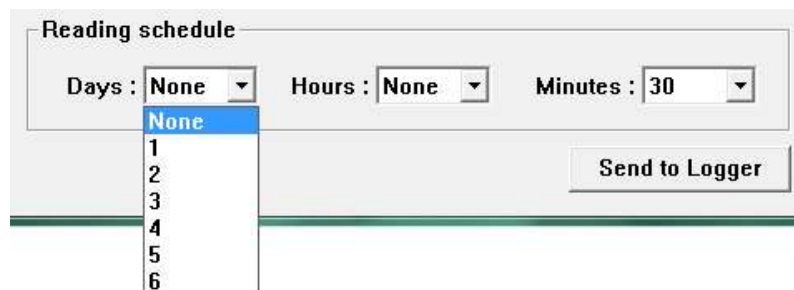 Reading schedule
Days : None Hours : None Minutes : 30
None
1
2
3
4
5
6
Send to Logger